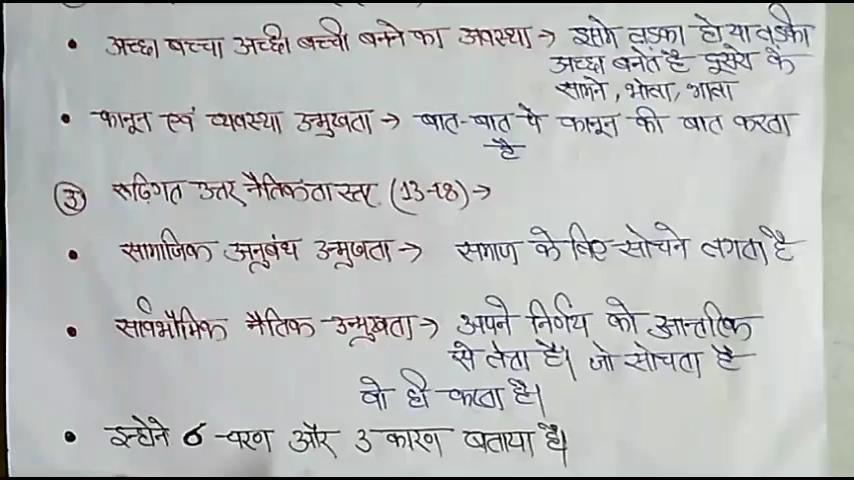 • अच्छा बच्चा अच्छी बच्ची बनने का अवस्था → इसमें लड़का हो या लड़की
अच्छा बनेते है दूसरे के
सामने, भोला, भाला
• कानून एवं व्यवस्था उन्मुखता → बात-बात पे कानून की बात करता
है
③ रूढ़िगत उत्तर नैतिकता स्तर (13-18) →
• सामाजिक अनुबंध उन्मुखता → समाज के लिए सोचने लगता है
• सार्वभौमिक नैतिक उन्मुखता → अपने निर्णय को आन्तरिक
से लेता है। जो सोचता है
वो ही करता है।
• इन्होने 6 चरण और 3 कारण बताया है।